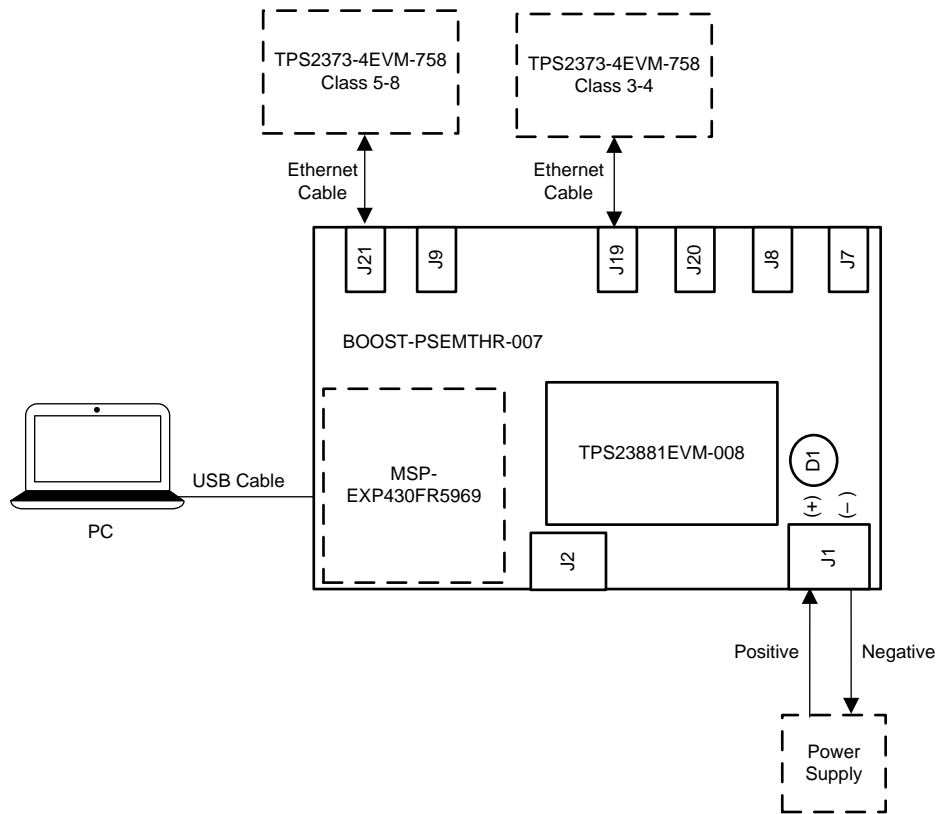 TPS2373-4EVM-758
Class 5-8
TPS2373-4EVM-758
Class 3-4
Ethernet
Cable
Ethernet
Cable
J21
J9
J19
J20
J8
J7
BOOST-PSEMTHR-007
MSP-
EXP430FR5969
TPS23881EVM-008
D1
(+)
(–)
USB Cable
PC
J2
J1
Positive
Negative
Power
Supply